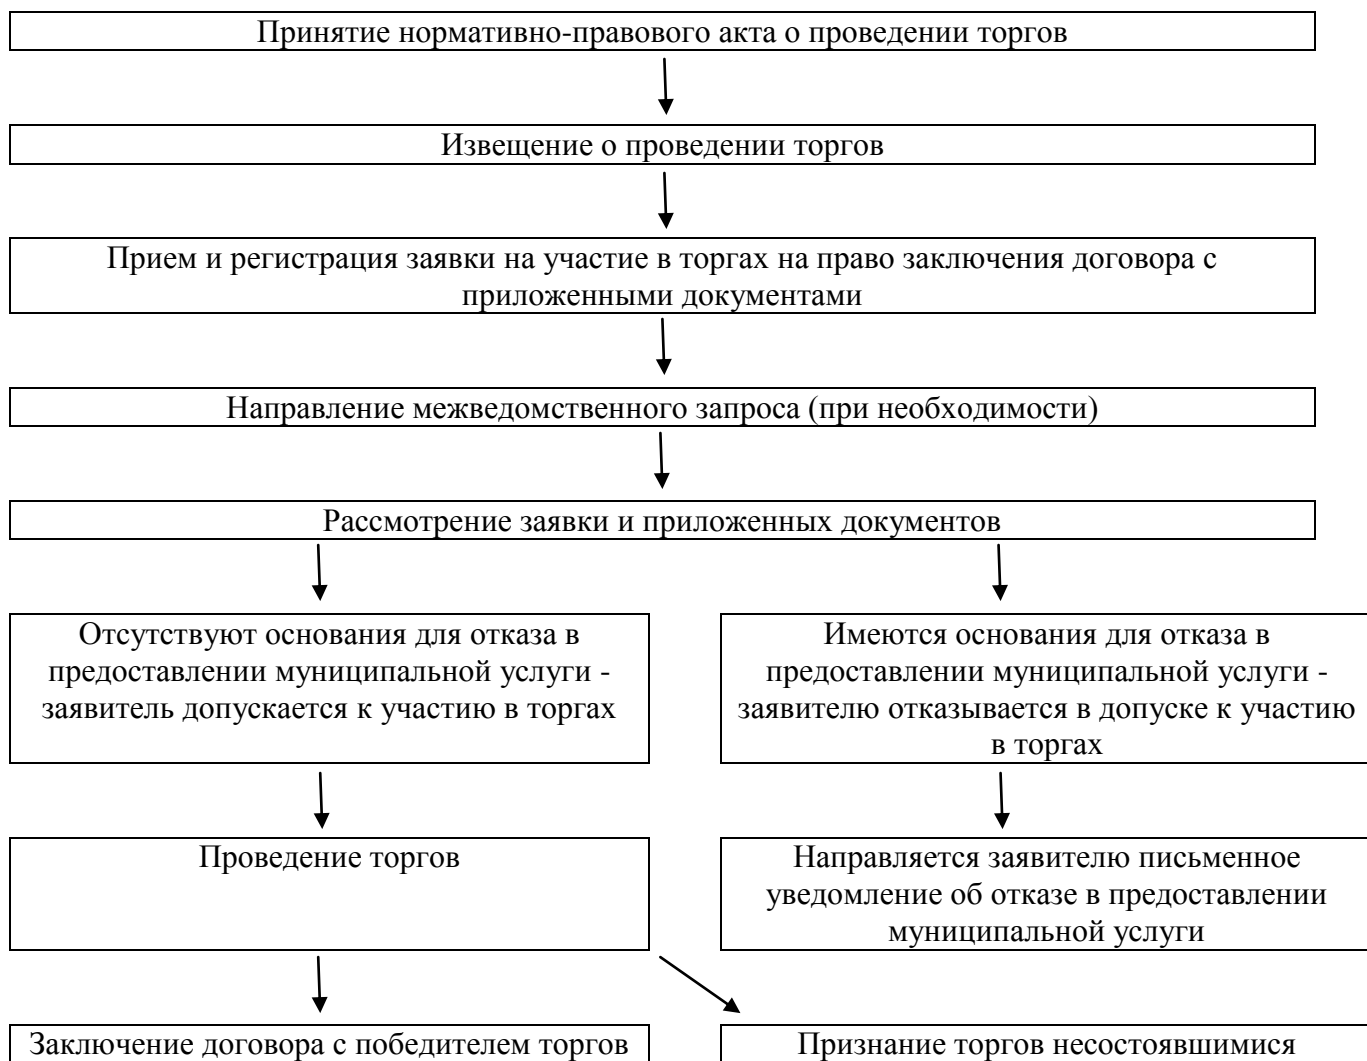 Принятие нормативно-правового акта о проведении торгов
Извещение о проведении торгов
Прием и регистрация заявки на участие в торгах на право заключения договора с
приложенными документами
Направление межведомственного запроса (при необходимости)
Рассмотрение заявки и приложенных документов
Отсутствуют основания для отказа в
предоставлении муниципальной услуги -
заявитель допускается к участию в торгах
Имеются основания для отказа в
предоставлении муниципальной услуги -
заявителю отказывается в допуске к участию
в торгах
Проведение торгов
Направляется заявителю письменное
уведомление об отказе в предоставлении
муниципальной услуги
Заключение договора с победителем торгов
Признание торгов несостоявшимися